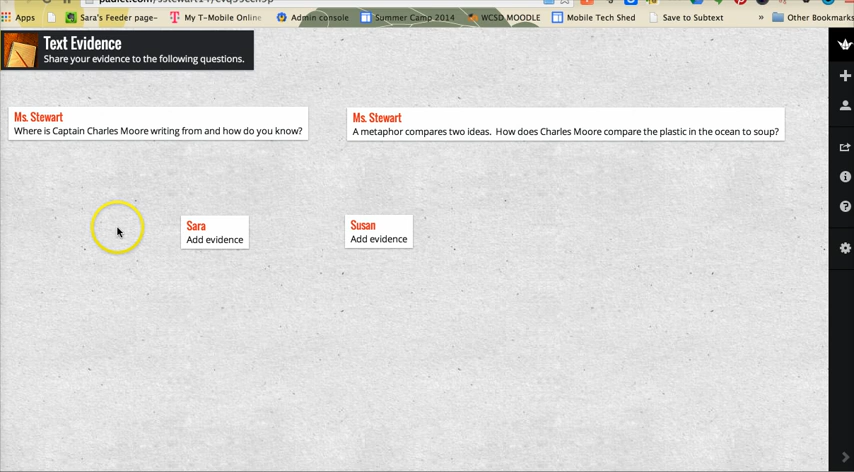 Apps
Sara's Feeder page-
My T-Mobile Online
Admin console
Summer Camp 2014
WCSD MOODLE
Mobile Tech Shed
Save to Subtext
»
Other Bookmarks
Text Evidence
Share your evidence to the following questions.
Ms. Stewart
Where is Captain Charles Moore writing from and how do you know?
Ms. Stewart
A metaphor compares two ideas. How does Charles Moore compare the plastic in the ocean to soup?
Sara
Add evidence
Susan
Add evidence